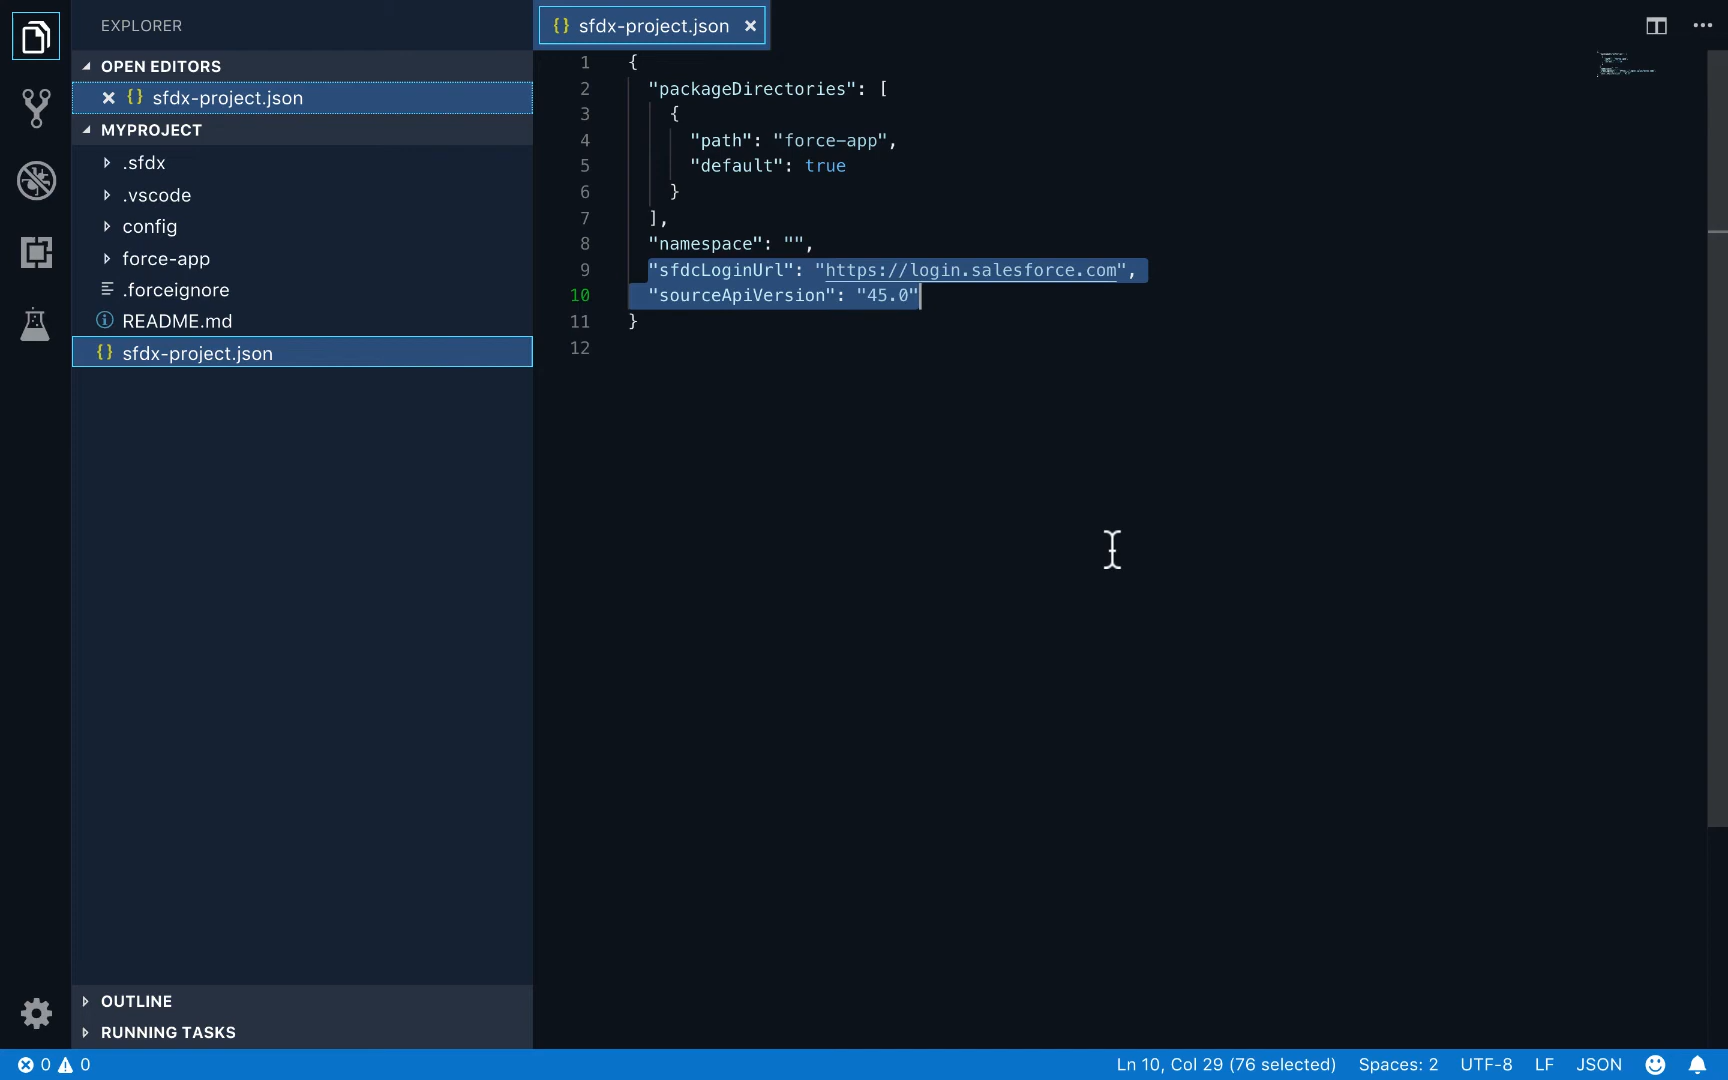 EXPLORER
OPEN EDITORS
{} sfdx-project.json
MYPROJECT
.sfdx
.vscode
config
force-app
.forceignore
README.md
{} sfdx-project.json
OUTLINE
RUNNING TASKS
{} sfdx-project.json
1 {
2 "packageDirectories": [
3 {
4 "path": "force-app",
5 "default": true
6 }
7 ],
8 "namespace": "",
9 "sfdcLoginUrl": "https://login.salesforce.com",
10 "sourceApiVersion": "45.0"
11 }
12
0 0 Ln 10, Col 29 (76 selected) Spaces: 2 UTF-8 LF JSON